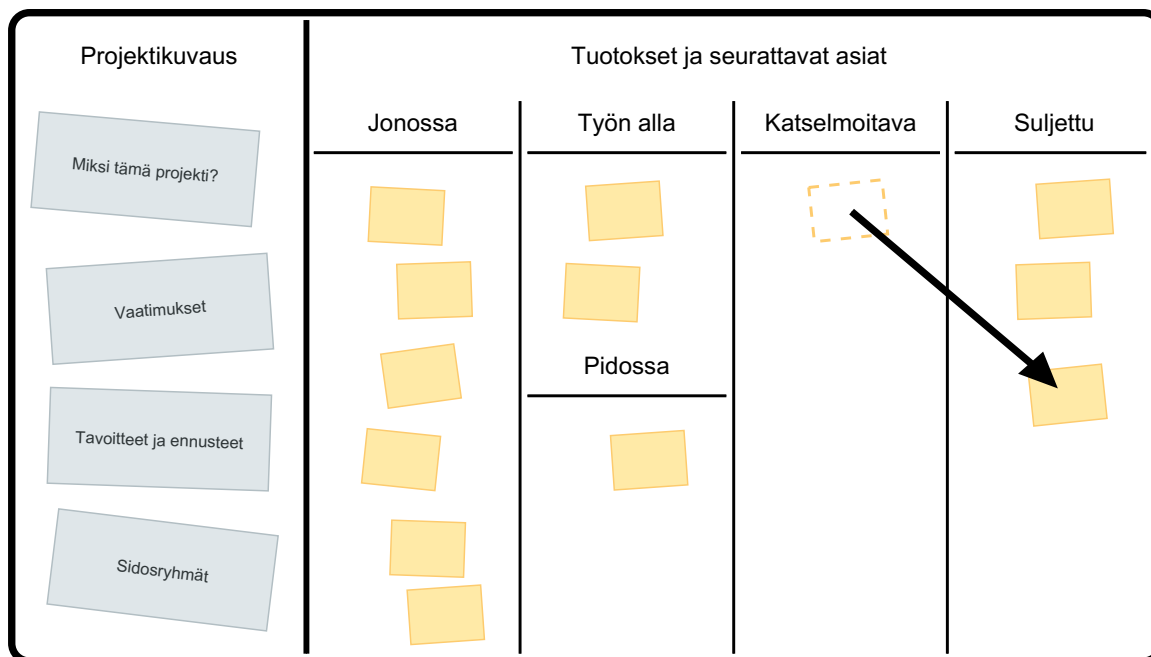 Projektikuvaus
Miksi tämä projekti?
Vaatimukset
Tavoitteet ja ennusteet
Sidosryhmät
Tuotokset ja seurattavat asiat
Jonossa
Työn alla
Pidossa
Katselmoitava
Suljettu